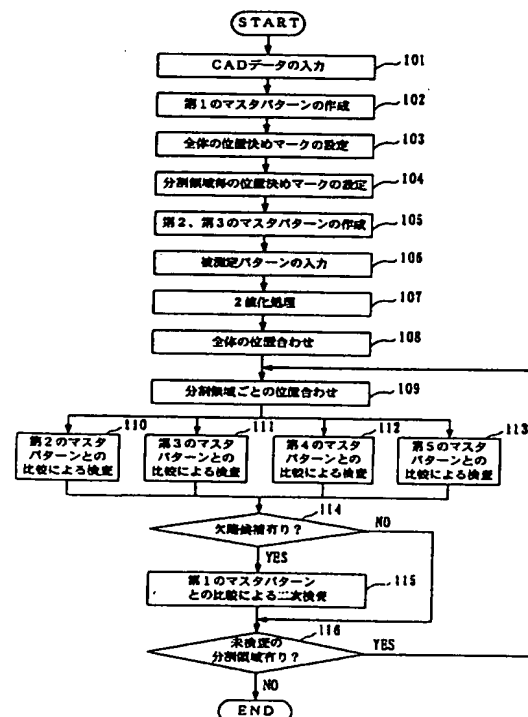 START
CADデータの入力
101
第1のマスタパターンの作成
102
全体の位置決めマークの設定
103
分割領域毎の位置決めマークの設定
104
第2、第3のマスタパターンの作成
105
被測定パターンの入力
106
2値化処理
107
全体の位置合わせ
108
分割領域ごとの位置合わせ
109
110
第2のマスタ
パターンとの
比較による検査
111
第3のマスタ
パターンとの
比較による検査
112
第4のマスタ
パターンとの
比較による検査
113
第5のマスタ
パターンとの
比較による検査
114
欠陥候補有り?
NO
YES
第1のマスタパターン
との比較による二次検査
115
116
未検査の
分割領域有り?
YES
NO
END